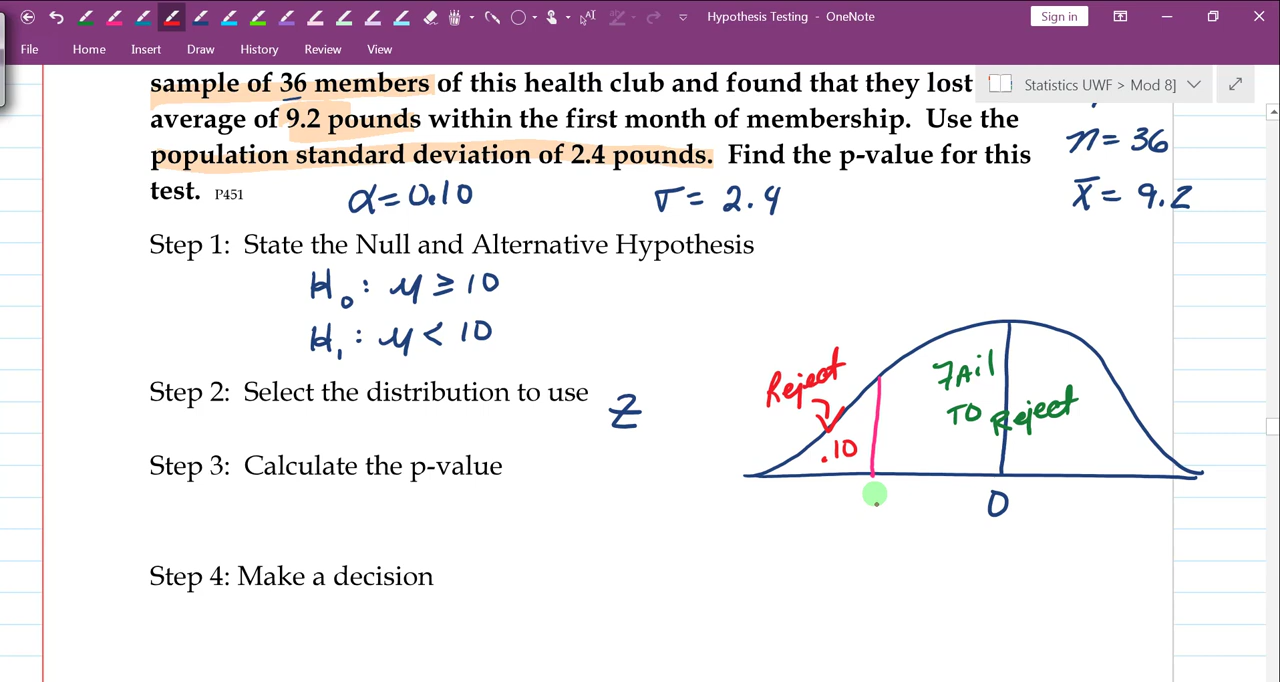 Hypothesis Testing - OneNote
Sign in
File Home Insert Draw History Review View
Statistics UWF > Mod 8]
sample of 36 members of this health club and found that they lost
average of 9.2 pounds within the first month of membership. Use the
population standard deviation of 2.4 pounds. Find the p-value for this
test. P451
n = 36
x̄ = 9.2
α = 0.10
σ = 2.4
Step 1: State the Null and Alternative Hypothesis
H₀ : μ ≥ 10
H₁ : μ < 10
Step 2: Select the distribution to use
Z
Step 3: Calculate the p-value
Step 4: Make a decision
Reject
.10
Fail
TO Reject
0